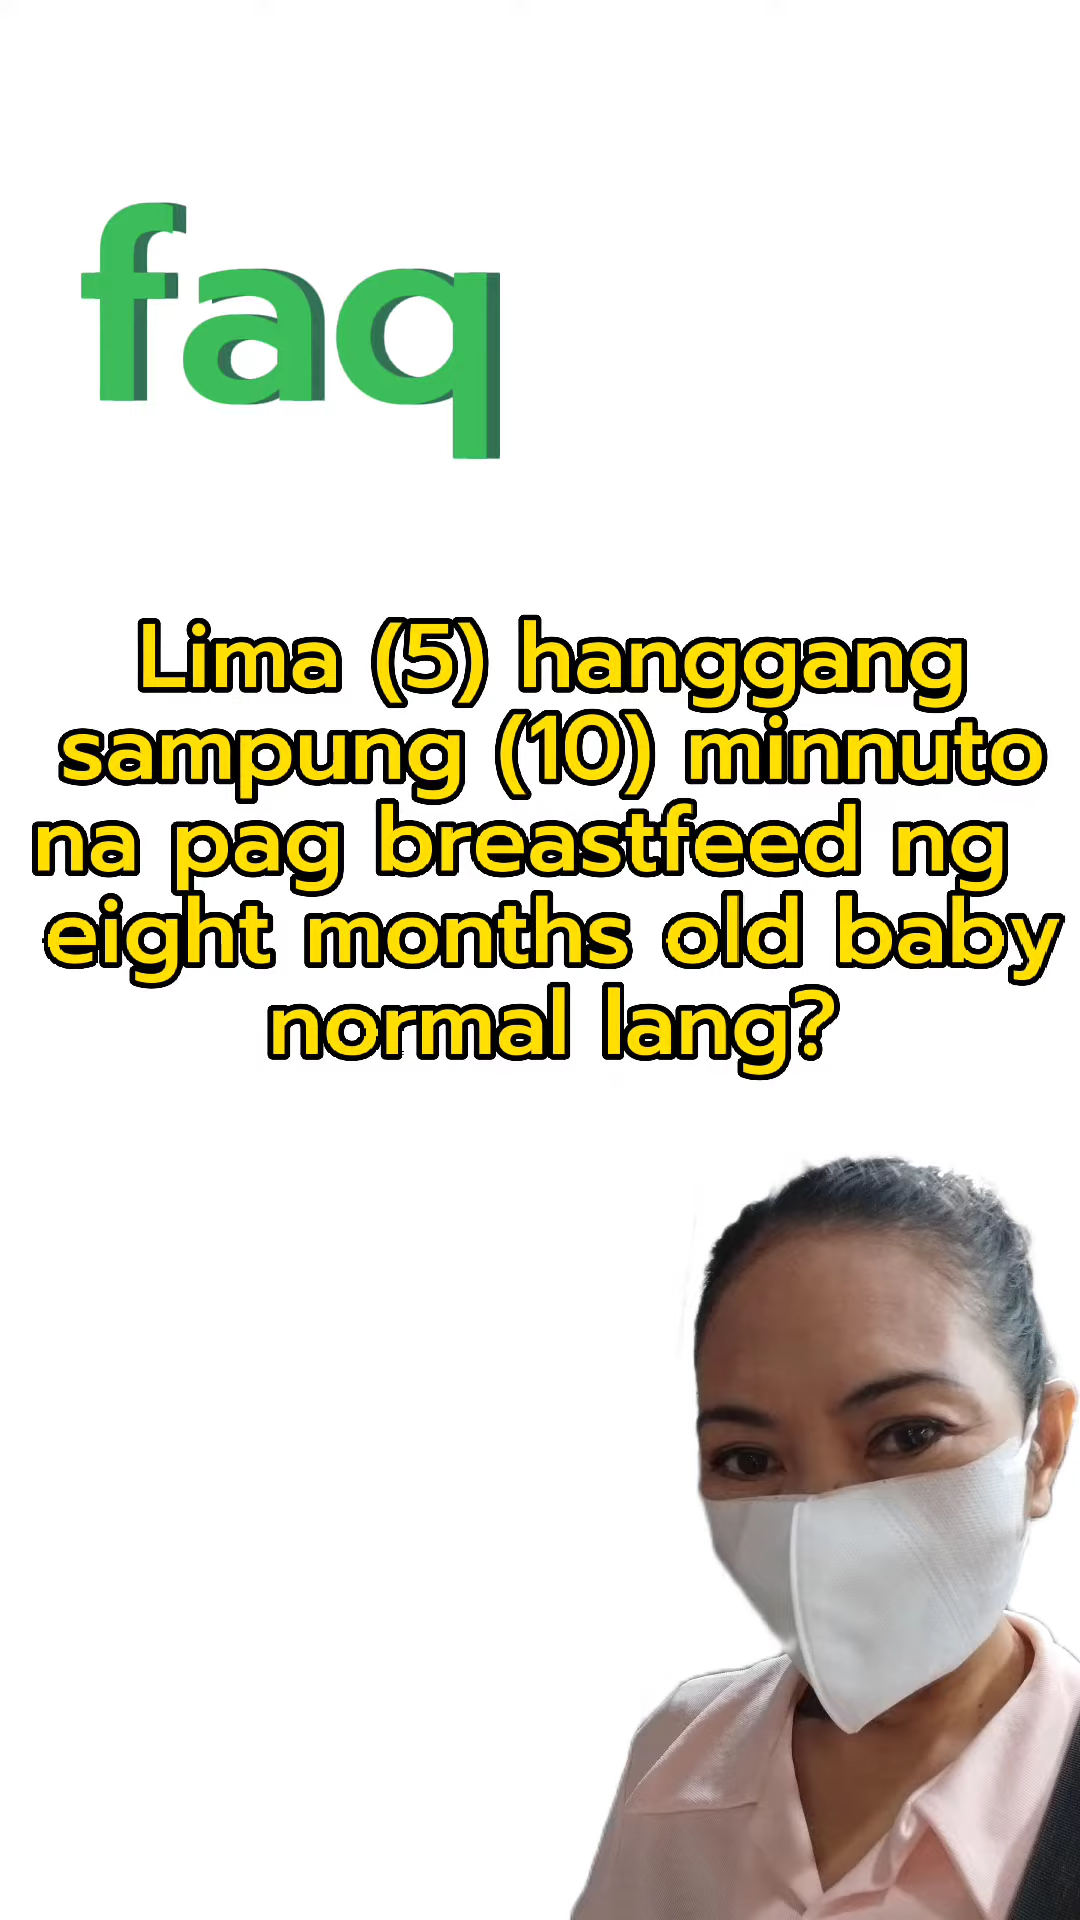 faq
Lima (5) hanggang
sampung (10) minnuto
na pag breastfeed ng
eight months old baby
normal lang?